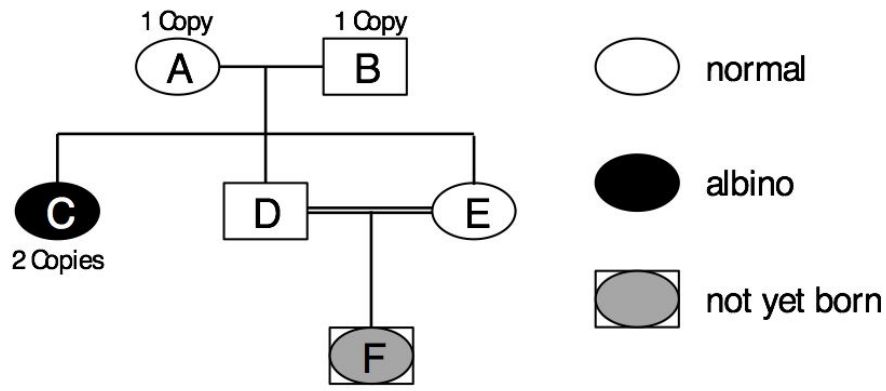 1 Copy
1 Copy
A
B
normal
C
D
E
albino
2 Copies
not yet born
F